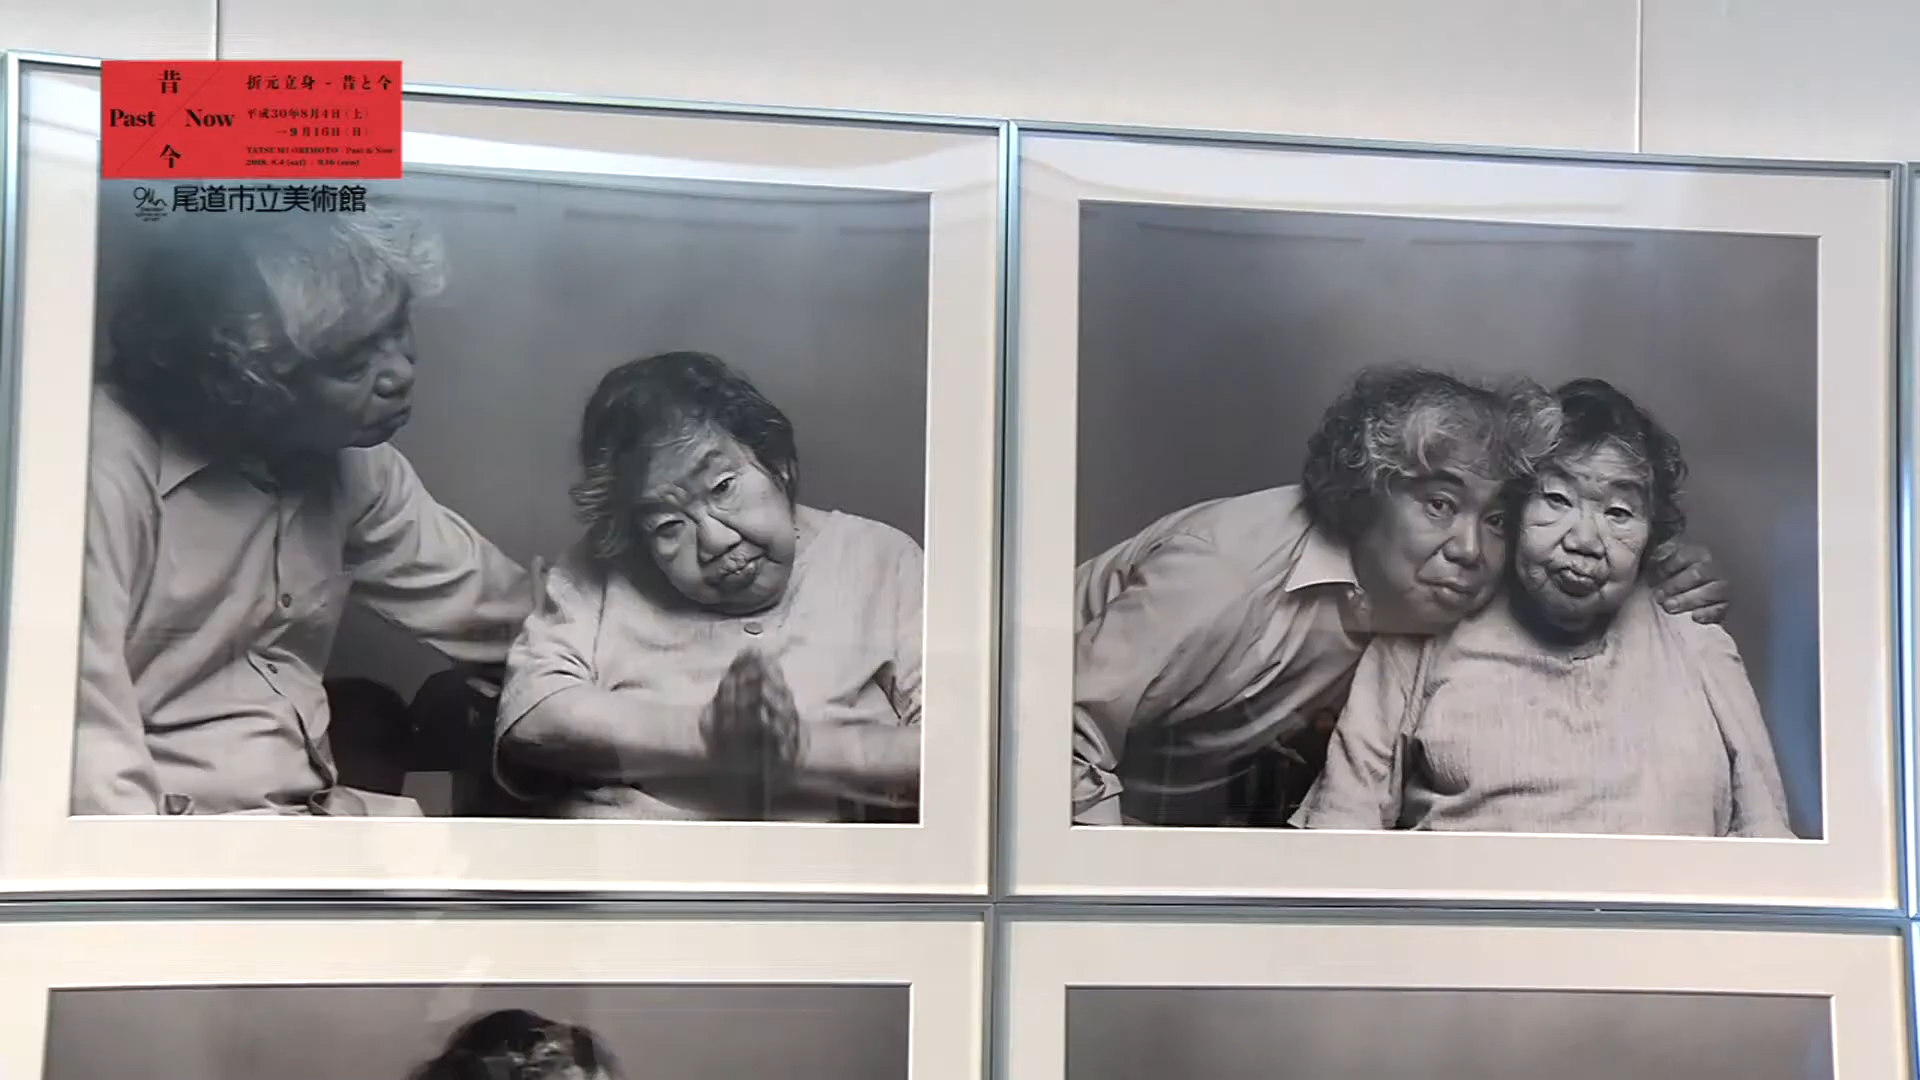 昔
Past Now
今
折元立身 - 昔と今
平成30年8月4日(土)
—9月16日(日)
TATSUMI ORIMOTO - Past & Now
2018. 8.4 (sat) - 9.16 (sun)
尾道市立美術館